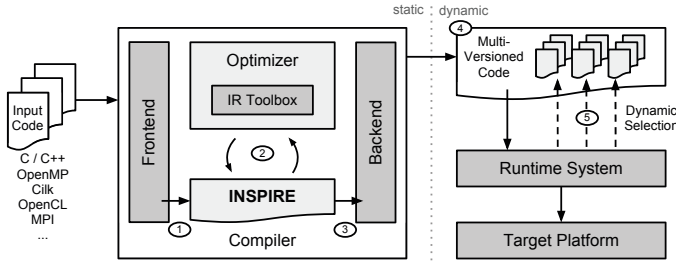 static
dynamic
Input
Code
C / C++
OpenMP
Cilk
OpenCL
MPI
...
Frontend
Optimizer
IR Toolbox
2
INSPIRE
1
3
Compiler
Backend
4
Multi-
Versioned
Code
5
Dynamic
Selection
Runtime System
Target Platform